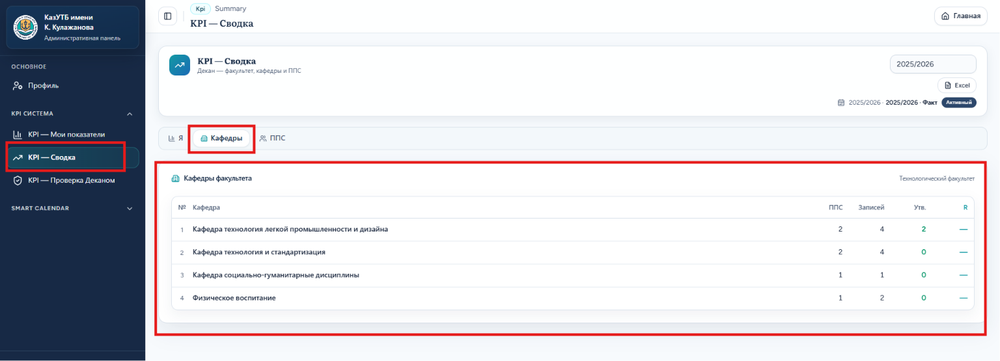 КазУТБ имени
К. Кулажанова
Административная панель
ОСНОВНОЕ
Профиль
KPI СИСТЕМА
KPI — Мои показатели
KPI — Сводка
KPI — Проверка Деканом
SMART CALENDAR
Kpi Summary
KPI — Сводка
Главная
KPI — Сводка
Декан — факультет, кафедры и ППС
2025/2026
Excel
2025/2026 · 2025/2026 · Факт Активный
Я Кафедры ППС
Кафедры факультета Технологический факультет
№ Кафедра ППС Записей Утв. R
1 Кафедра технология легкой промышленности и дизайна 2 4 2 —
2 Кафедра технология и стандартизация 2 4 0 —
3 Кафедра социально-гуманитарные дисциплины 1 1 0 —
4 Физическое воспитание 1 2 0 —